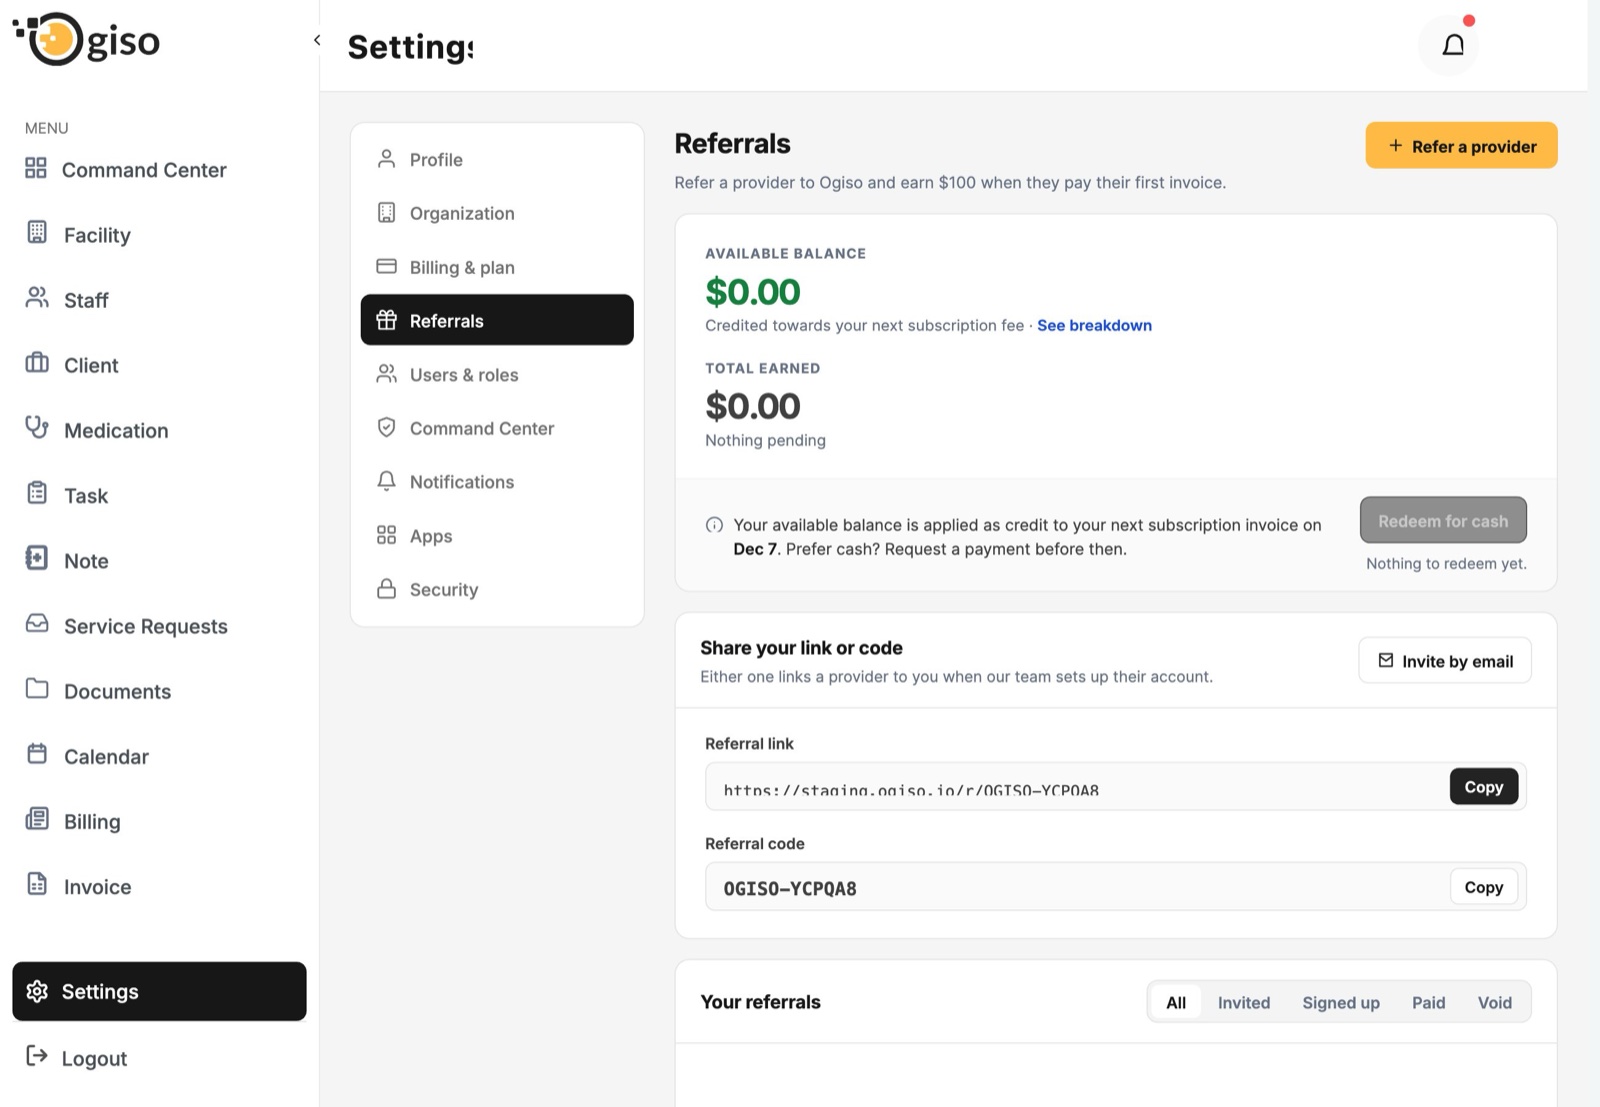 Ogiso
MENU
Command Center
Facility
Staff
Client
Medication
Task
Note
Service Requests
Documents
Calendar
Billing
Invoice
Settings
Logout
Settings
Profile
Organization
Billing & plan
Referrals
Users & roles
Command Center
Notifications
Apps
Security
Referrals
Refer a provider to Ogiso and earn $100 when they pay their first invoice.
+ Refer a provider
AVAILABLE BALANCE
$0.00
Credited towards your next subscription fee · See breakdown
TOTAL EARNED
$0.00
Nothing pending
Your available balance is applied as credit to your next subscription invoice on
Dec 7. Prefer cash? Request a payment before then.
Redeem for cash
Nothing to redeem yet.
Share your link or code
Either one links a provider to you when our team sets up their account.
Invite by email
Referral link
https://staging.ogiso.io/r/OGISO-YCPQA8
Copy
Referral code
OGISO-YCPQA8
Copy
Your referrals
All
Invited
Signed up
Paid
Void